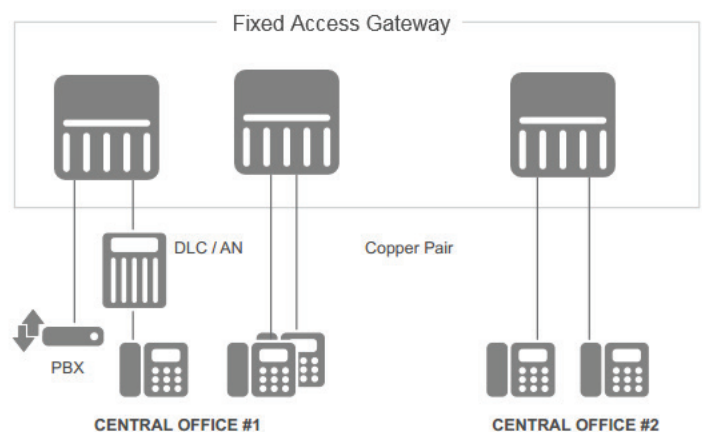 Fixed Access Gateway
DLC / AN
Copper Pair
PBX
CENTRAL OFFICE #1
CENTRAL OFFICE #2